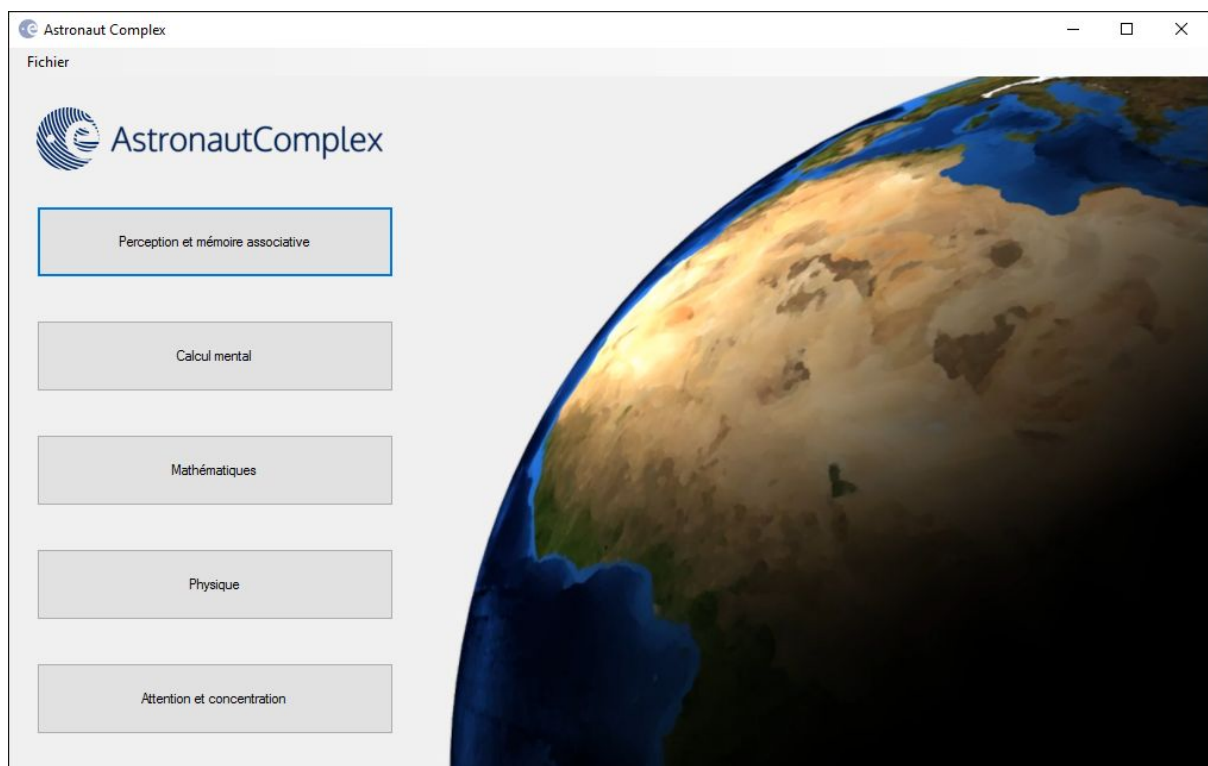 Astronaut Complex
Fichier
AstronautComplex
Perception et mémoire associative
Calcul mental
Mathématiques
Physique
Attention et concentration